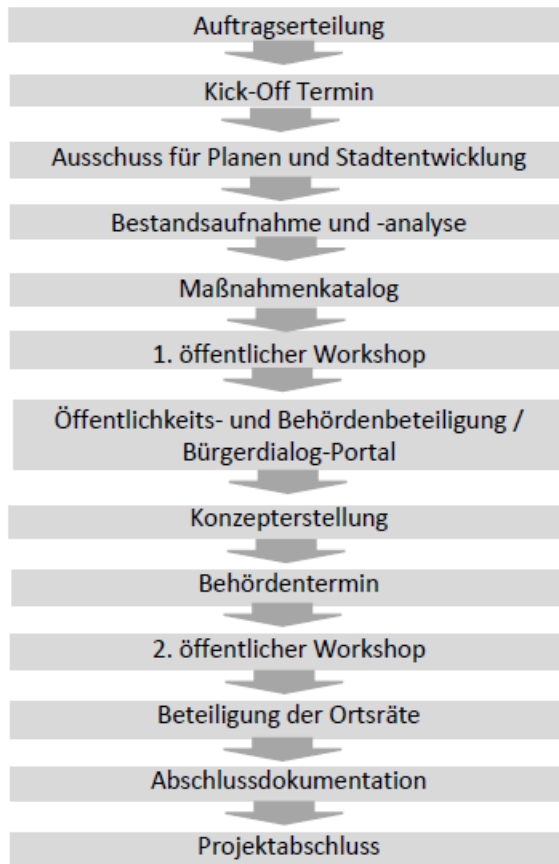 Auftragserteilung
Kick-Off Termin
Ausschuss für Planen und Stadtentwicklung
Bestandsaufnahme und -analyse
Maßnahmenkatalog
1. öffentlicher Workshop
Öffentlichkeits- und Behördenbeteiligung /
Bürgerdialog-Portal
Konzepterstellung
Behördentermin
2. öffentlicher Workshop
Beteiligung der Ortsräte
Abschlussdokumentation
Projektabschluss